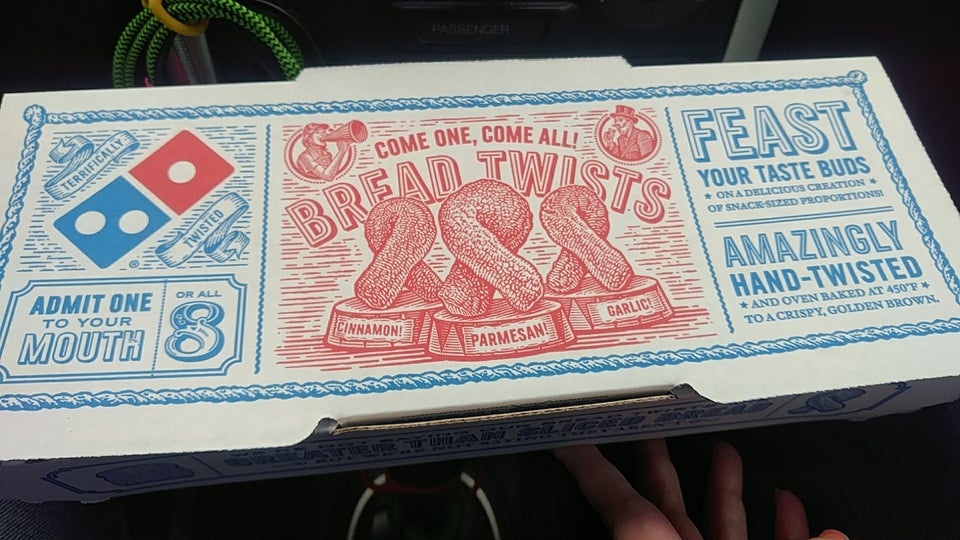 PASSENGER
TERRIFICALLY
TWISTED
®
ADMIT ONE
TO YOUR
MOUTH
OR ALL
8
COME ONE, COME ALL!
BREAD TWISTS
CINNAMON!
PARMESAN!
GARLIC!
FEAST
YOUR TASTE BUDS
ON A DELICIOUS CREATION
OF SNACK-SIZED PROPORTIONS!
AMAZINGLY
HAND-TWISTED
AND OVEN BAKED AT 450°F
TO A CRISPY, GOLDEN BROWN.
GREATER THAN SLICED BREAD